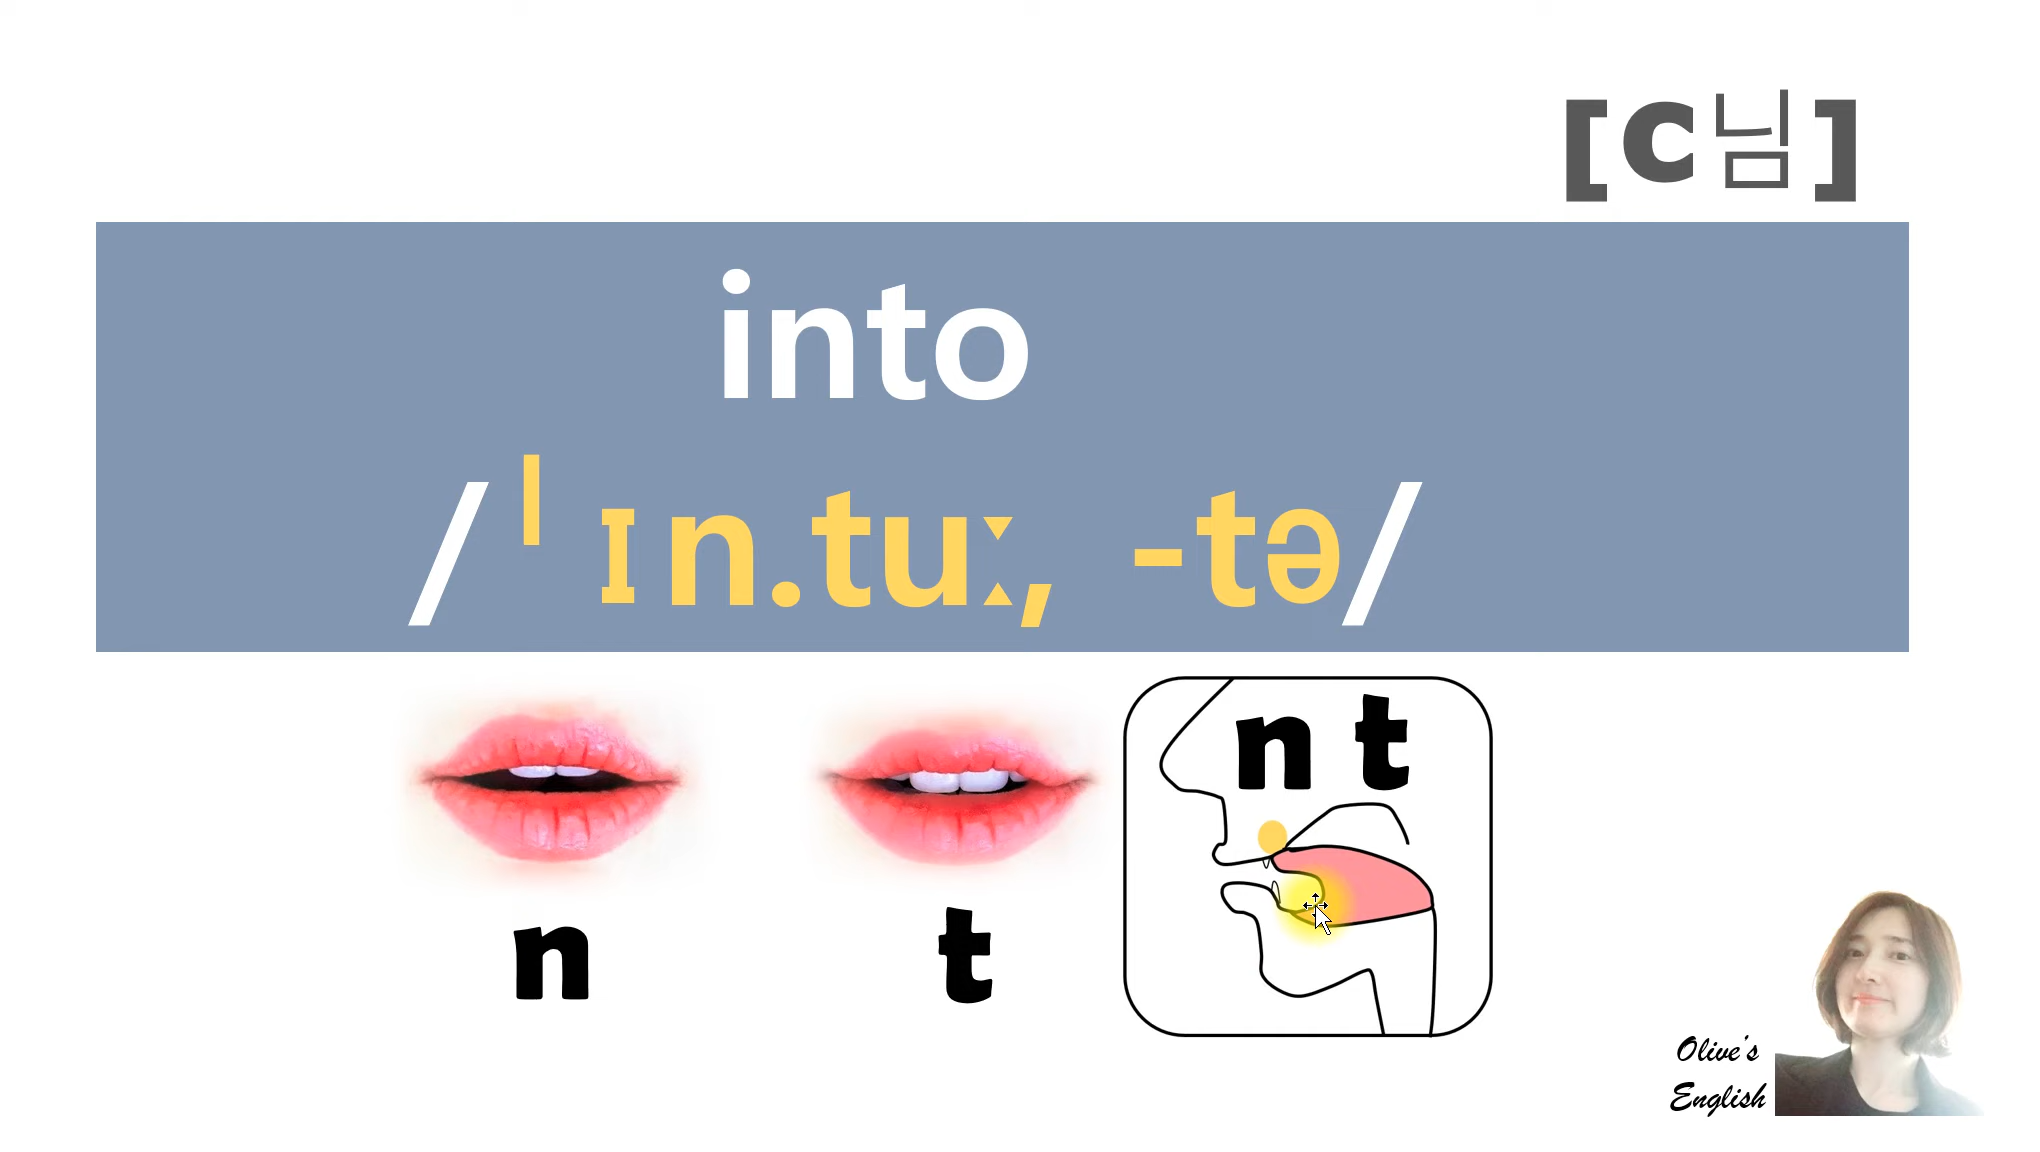 [c님]
into
/ˈɪn.tuː, -tə/
n t
n
t
Olive's
English